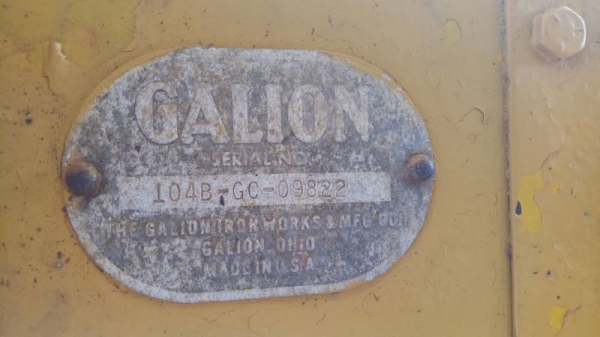 GALION
SERIAL NO.
104B-GC-09822
THE GALION IRON WORKS & MFG. CO.
GALION, OHIO
MADE IN U.S.A.